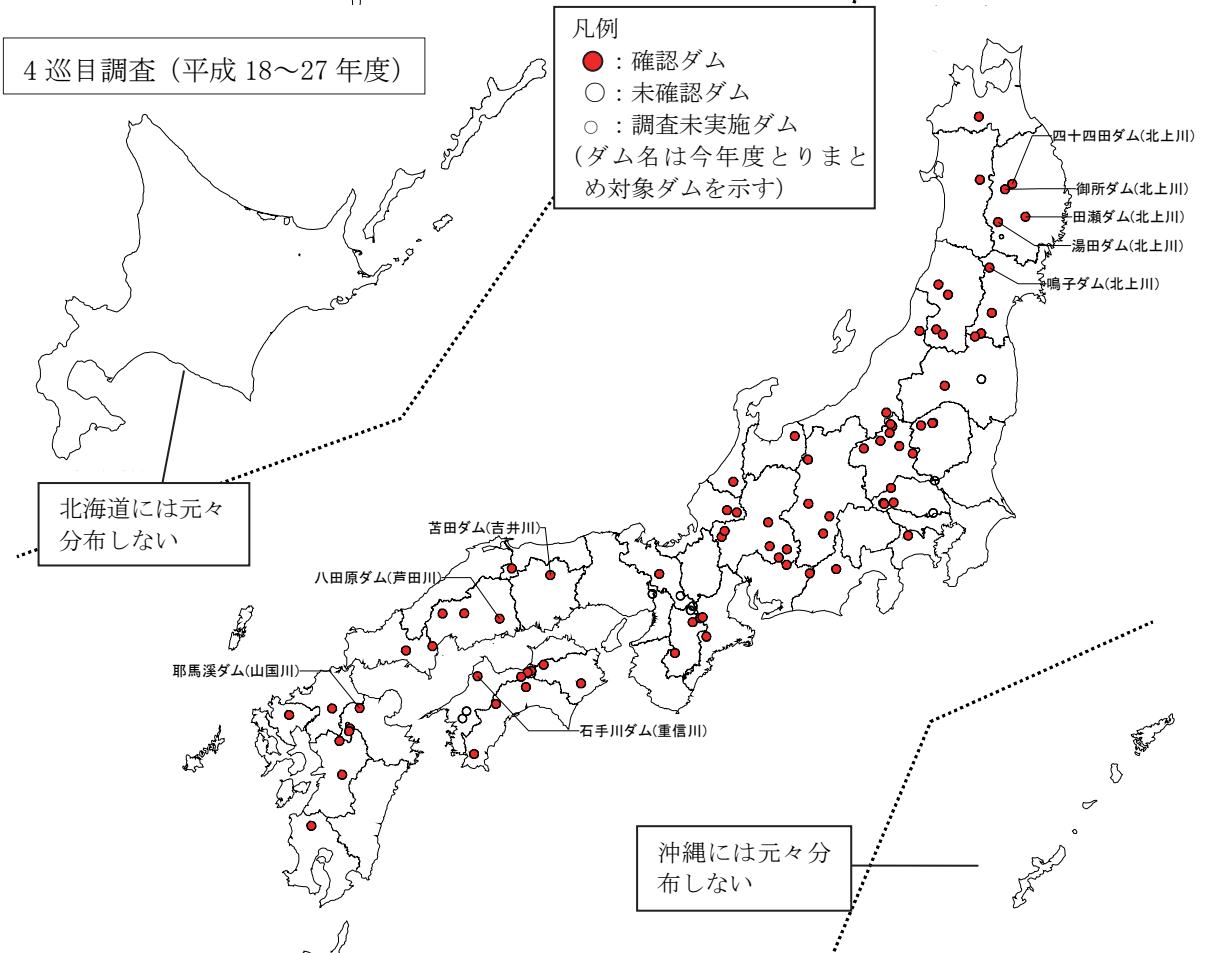 4 巡目調査（平成 18～27 年度）
凡例
：確認ダム
：未確認ダム
：調査未実施ダム
(ダム名は今年度とりまと
め対象ダムを示す)
四十四田ダム(北上川)
御所ダム(北上川)
田瀬ダム(北上川)
湯田ダム(北上川)
鳴子ダム(北上川)
北海道には元々
分布しない
苫田ダム(吉井川)
八田原ダム(芦田川)
耶馬溪ダム(山国川)
石手川ダム(重信川)
沖縄には元々分
布しない